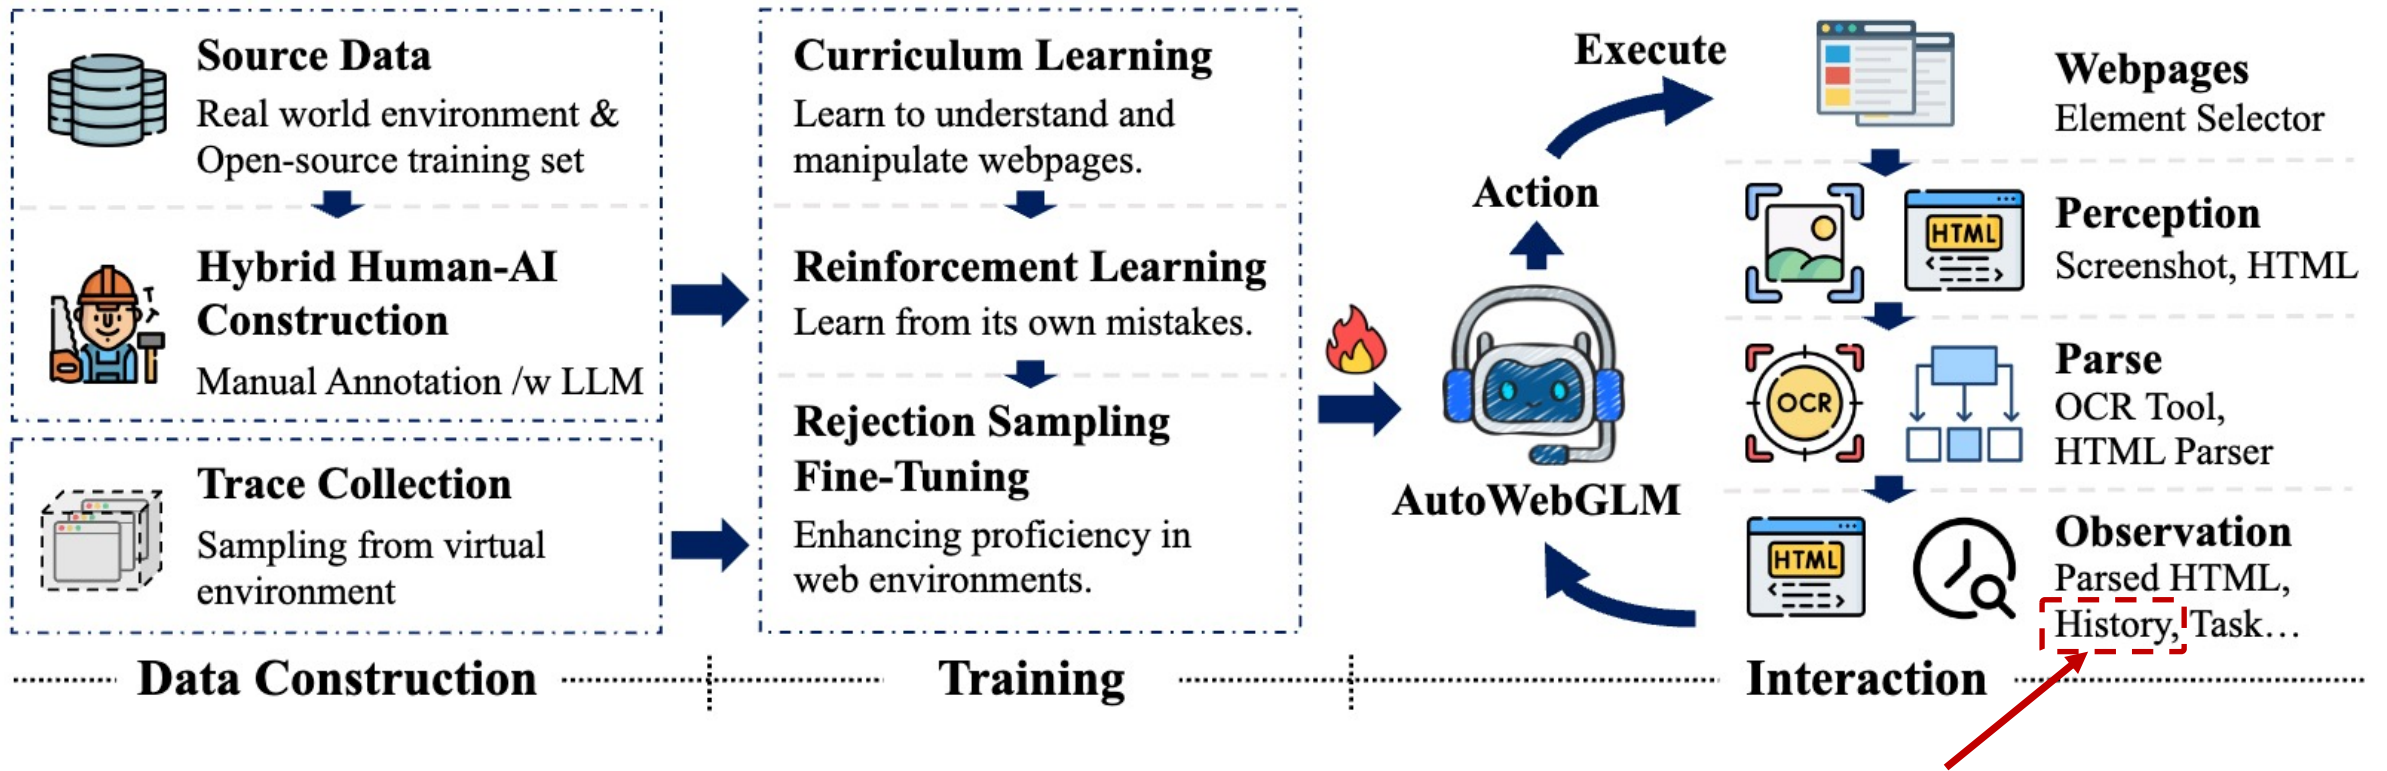 Source Data
Real world environment &
Open-source training set
Hybrid Human-AI
Construction
Manual Annotation /w LLM
Trace Collection
Sampling from virtual
environment
Data Construction
Curriculum Learning
Learn to understand and
manipulate webpages.
Reinforcement Learning
Learn from its own mistakes.
Rejection Sampling
Fine-Tuning
Enhancing proficiency in
web environments.
Training
Execute
Action
AutoWebGLM
Webpages
Element Selector
HTML
Perception
Screenshot, HTML
OCR
Parse
OCR Tool,
HTML Parser
HTML
Observation
Parsed HTML,
History, Task…
Interaction